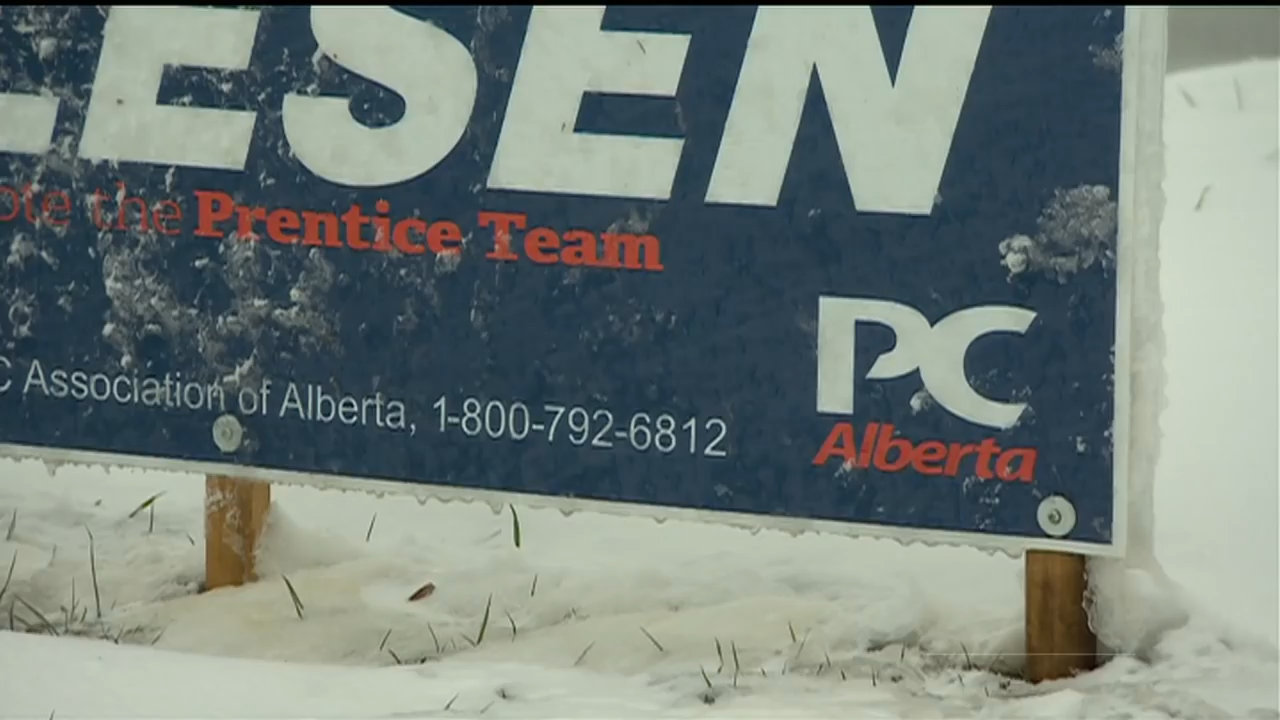 ESEN
the Prentice Team
PC
Alberta
C Association of Alberta, 1-800-792-6812